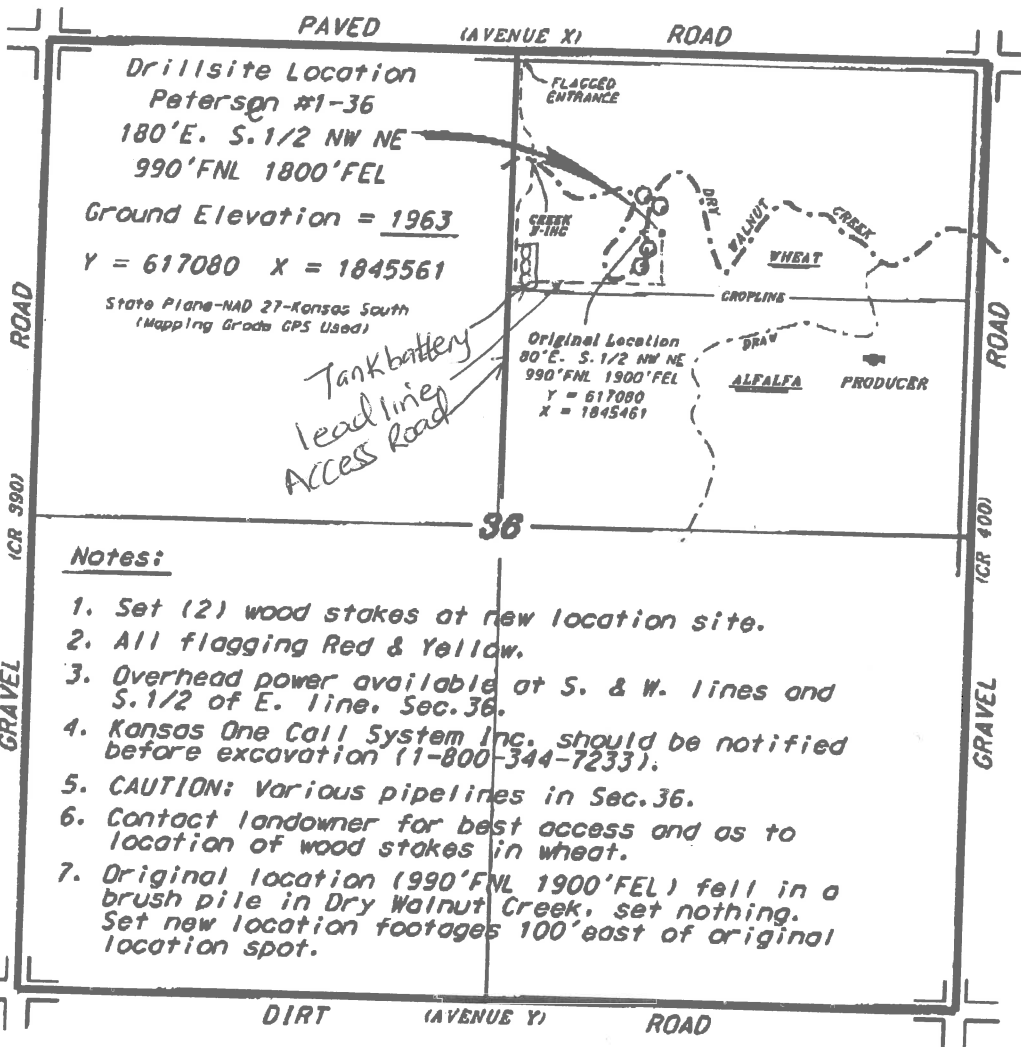 PAVED (AVENUE X) ROAD
Drillsite Location
Peterson #1-36
e
180'E. S.1/2 NW NE
990'FNL 1800'FEL
Ground Elevation = 1963
Y = 617080 X = 1845561
State Plane-NAD 27-Kansas South
(Mapping Grade GPS Used)
FLAGGED
ENTRANCE
CREEK
X-ING
DRY
WALNUT
CREEK
WHEAT
CROPLINE
Original Location
80'E. S.1/2 NW NE
990'FNL 1900'FEL
Y = 617080
X = 1845461
DRAW
ALFALFA
PRODUCER
Tank battery
lead line
Access Road
ROAD
(CR 390)
GRAVEL
ROAD
(CR 400)
GRAVEL
36
Notes:
1. Set (2) wood stakes at new location site.
2. All flagging Red & Yellow.
3. Overhead power available at S. & W. lines and
S.1/2 of E. line, Sec.36.
4. Kansas One Call System Inc. should be notified
before excavation (1-800-344-7233).
5. CAUTION: Various pipelines in Sec.36.
6. Contact landowner for best access and as to
location of wood stakes in wheat.
7. Original location (990'FNL 1900'FEL) fell in a
brush pile in Dry Walnut Creek, set nothing.
Set new location footages 100'east of original
location spot.
DIRT (AVENUE Y) ROAD